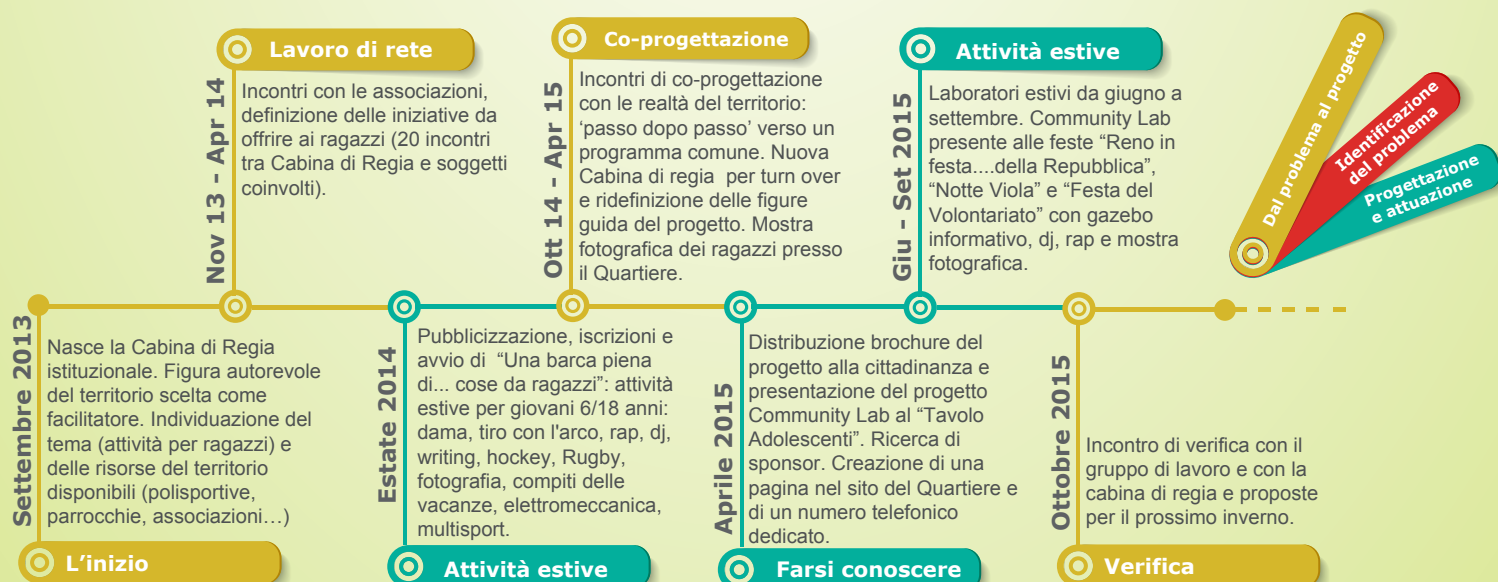 Lavoro di rete
Nov 13 - Apr 14
Incontri con le associazioni,
definizione delle iniziative da
offrire ai ragazzi (20 incontri
tra Cabina di Regia e soggetti
coinvolti).
Co-progettazione
Ott 14 - Apr 15
Incontri di co-progettazione
con le realtà del territorio:
‘passo dopo passo’ verso un
programma comune. Nuova
Cabina di regia per turn over
e ridefinizione delle figure
guida del progetto. Mostra
fotografica dei ragazzi presso
il Quartiere.
Attività estive
Giu - Set 2015
Laboratori estivi da giugno a
settembre. Community Lab
presente alle feste “Reno in
festa....della Repubblica”,
“Notte Viola” e “Festa del
Volontariato” con gazebo
informativo, dj, rap e mostra
fotografica.
Dal problema al progetto
Identificazione
del problema
Progettazione
e attuazione
Settembre 2013
Nasce la Cabina di Regia
istituzionale. Figura autorevole
del territorio scelta come
facilitatore. Individuazione del
tema (attività per ragazzi) e
delle risorse del territorio
disponibili (polisportive,
parrocchie, associazioni…)
L’inizio
Estate 2014
Pubblicizzazione, iscrizioni e
avvio di “Una barca piena
di... cose da ragazzi”: attività
estive per giovani 6/18 anni:
dama, tiro con l'arco, rap, dj,
writing, hockey, Rugby,
fotografia, compiti delle
vacanze, elettromeccanica,
multisport.
Attività estive
Aprile 2015
Distribuzione brochure del
progetto alla cittadinanza e
presentazione del progetto
Community Lab al “Tavolo
Adolescenti”. Ricerca di
sponsor. Creazione di una
pagina nel sito del Quartiere e
di un numero telefonico
dedicato.
Farsi conoscere
Ottobre 2015
Incontro di verifica con il
gruppo di lavoro e con la
cabina di regia e proposte
per il prossimo inverno.
Verifica